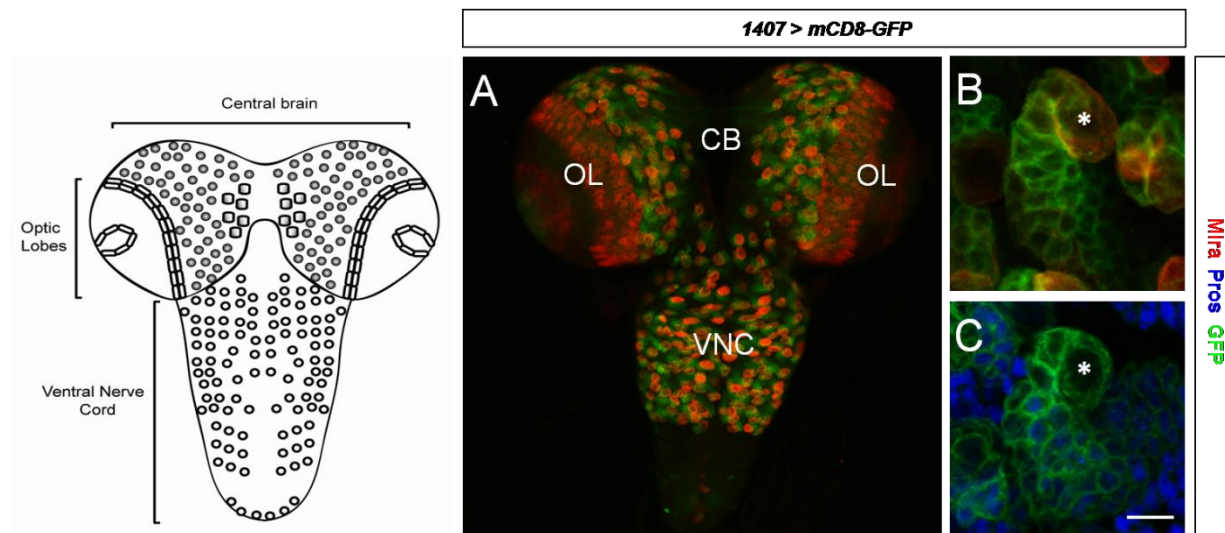 Central brain
Optic
Lobes
Ventral Nerve
Cord
1407 > mCD8-GFP
A
CB
OL
OL
VNC
B
*
C
*
Mira Pros GFP